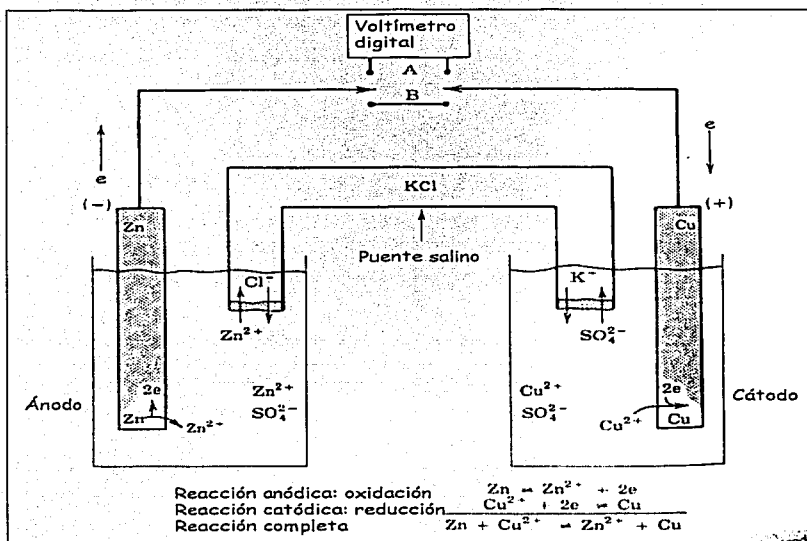 Voltímetro
digital
A
B
e
e
(-)
(+)
KCl
Zn
Cu
Puente salino
Cl⁻
K⁻
Zn²⁺
SO₄²⁻
2e
Zn²⁺
Cu²⁺
2e
Ánodo
SO₄²⁻
SO₄²⁻
Cátodo
Zn
Zn²⁺
Cu²⁺
Cu
Reacción anódica: oxidación Zn = Zn²⁺ + 2e
Reacción catódica: reducción Cu²⁺ + 2e = Cu
Reacción completa Zn + Cu²⁺ = Zn²⁺ + Cu